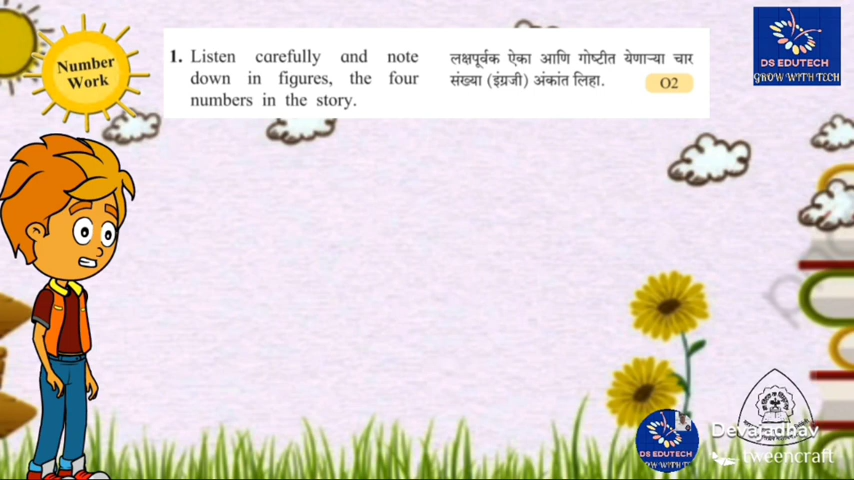 Number
Work
1. Listen carefully and note
down in figures, the four
numbers in the story.
लक्षपूर्वक ऐका आणि गोष्टीत येणाऱ्या चार
संख्या (इंग्रजी) अंकांत लिहा.
O2
DS EDUTECH
GROW WITH TECH
DS EDUTECH
Devajadhav
tweencraft